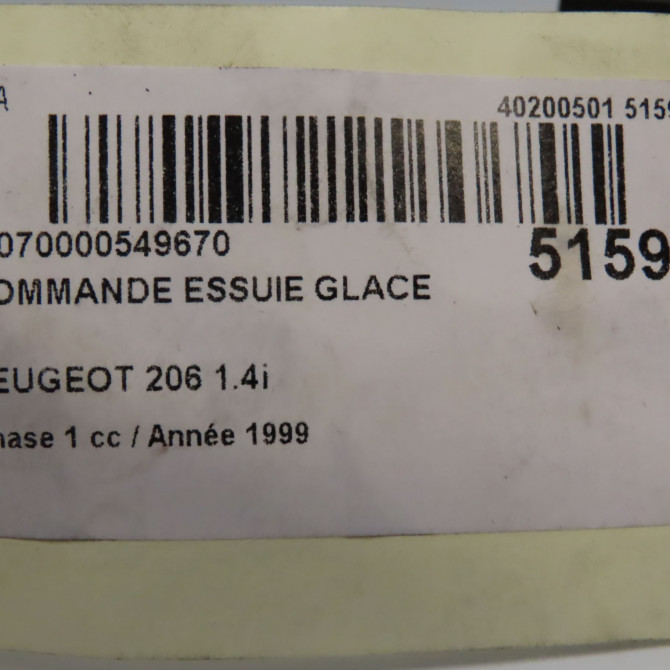 A
40200501 5159
070000549670
5159
OMMANDE ESSUIE GLACE
EUGEOT 206 1.4i
hase 1 cc / Année 1999